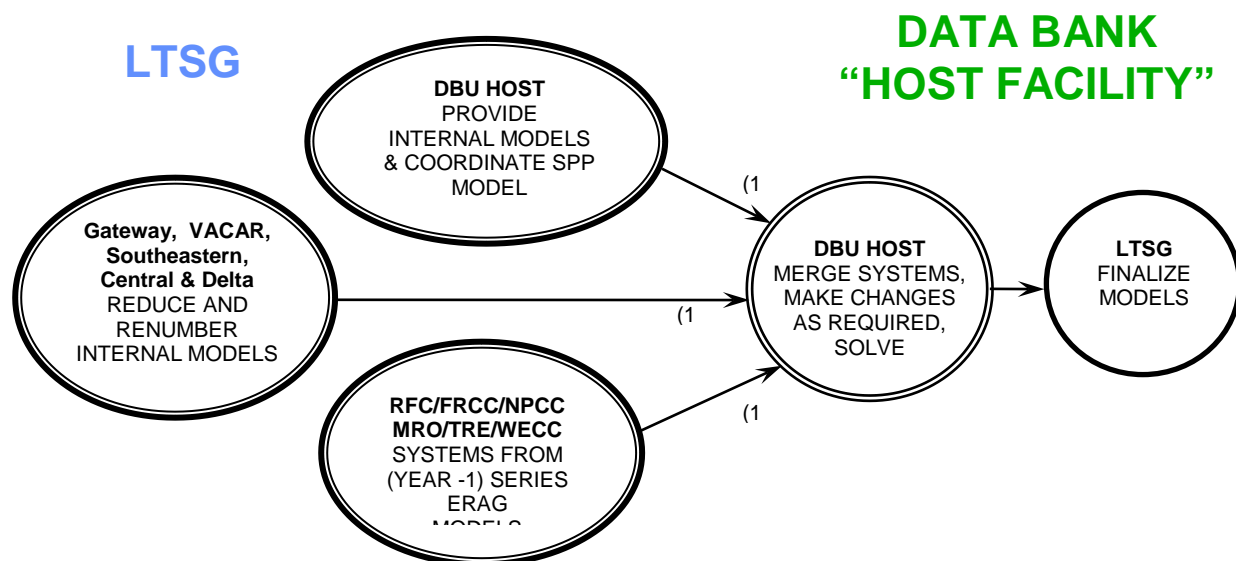 LTSG
DATA BANK
“HOST FACILITY”
DBU HOST
PROVIDE
INTERNAL MODELS
& COORDINATE SPP
MODEL
(1
Gateway, VACAR,
Southeastern,
Central & Delta
REDUCE AND
RENUMBER
INTERNAL MODELS
(1
DBU HOST
MERGE SYSTEMS,
MAKE CHANGES
AS REQUIRED,
SOLVE
LTSG
FINALIZE
MODELS
RFC/FRCC/NPCC
MRO/TRE/WECC
SYSTEMS FROM
(YEAR -1) SERIES
ERAG
MODELS
(1